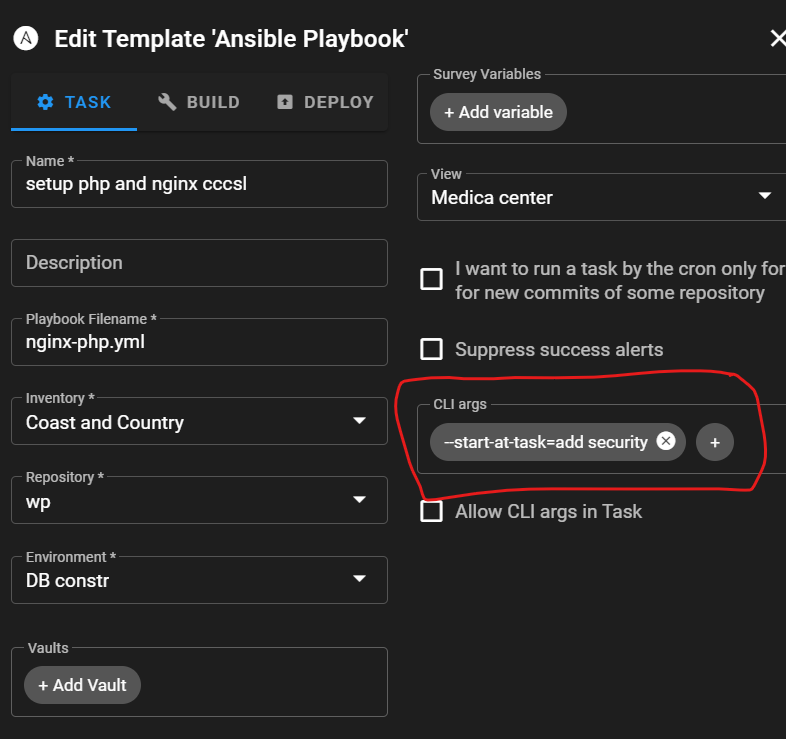 Edit Template 'Ansible Playbook'
TASK
BUILD
DEPLOY
Name *
setup php and nginx cccsl
Description
Playbook Filename *
nginx-php.yml
Inventory *
Coast and Country
Repository *
wp
Environment *
DB constr
Vaults
+ Add Vault
Survey Variables
+ Add variable
View
Medica center
I want to run a task by the cron only for
for new commits of some repository
Suppress success alerts
CLI args
--start-at-task=add security
+
Allow CLI args in Task